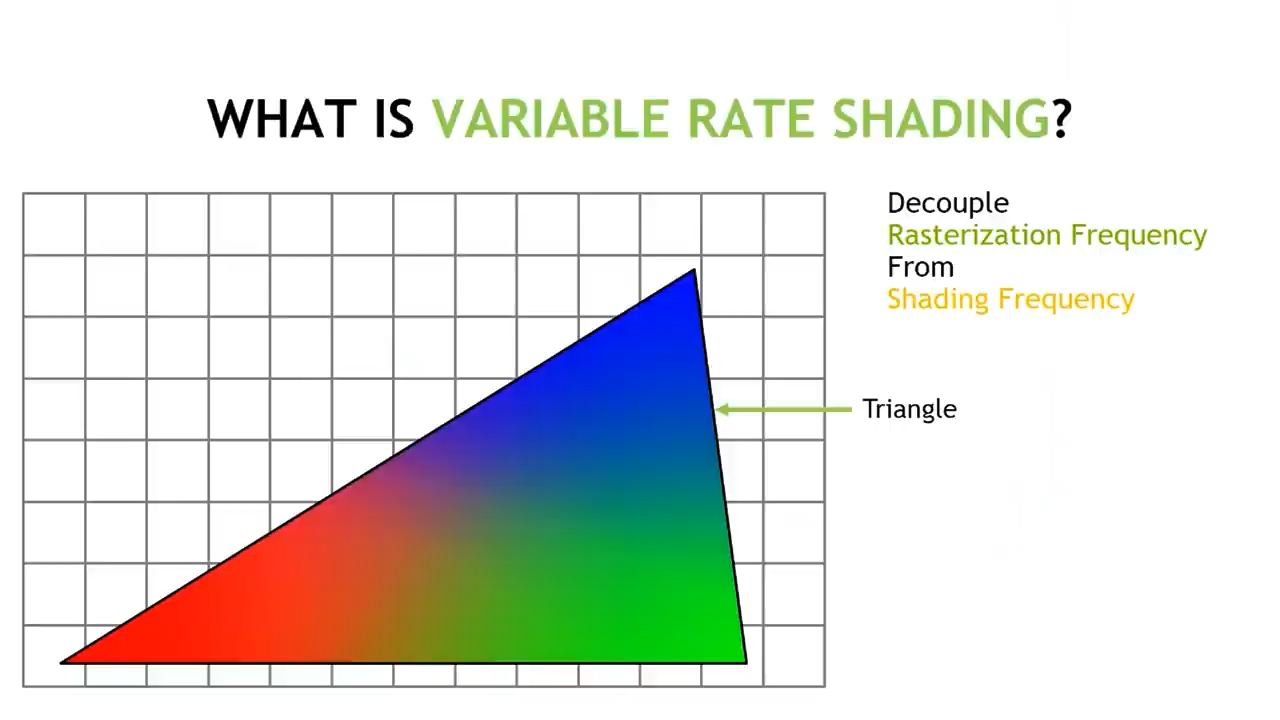 WHAT IS VARIABLE RATE SHADING?
Decouple
Rasterization Frequency
From
Shading Frequency
Triangle